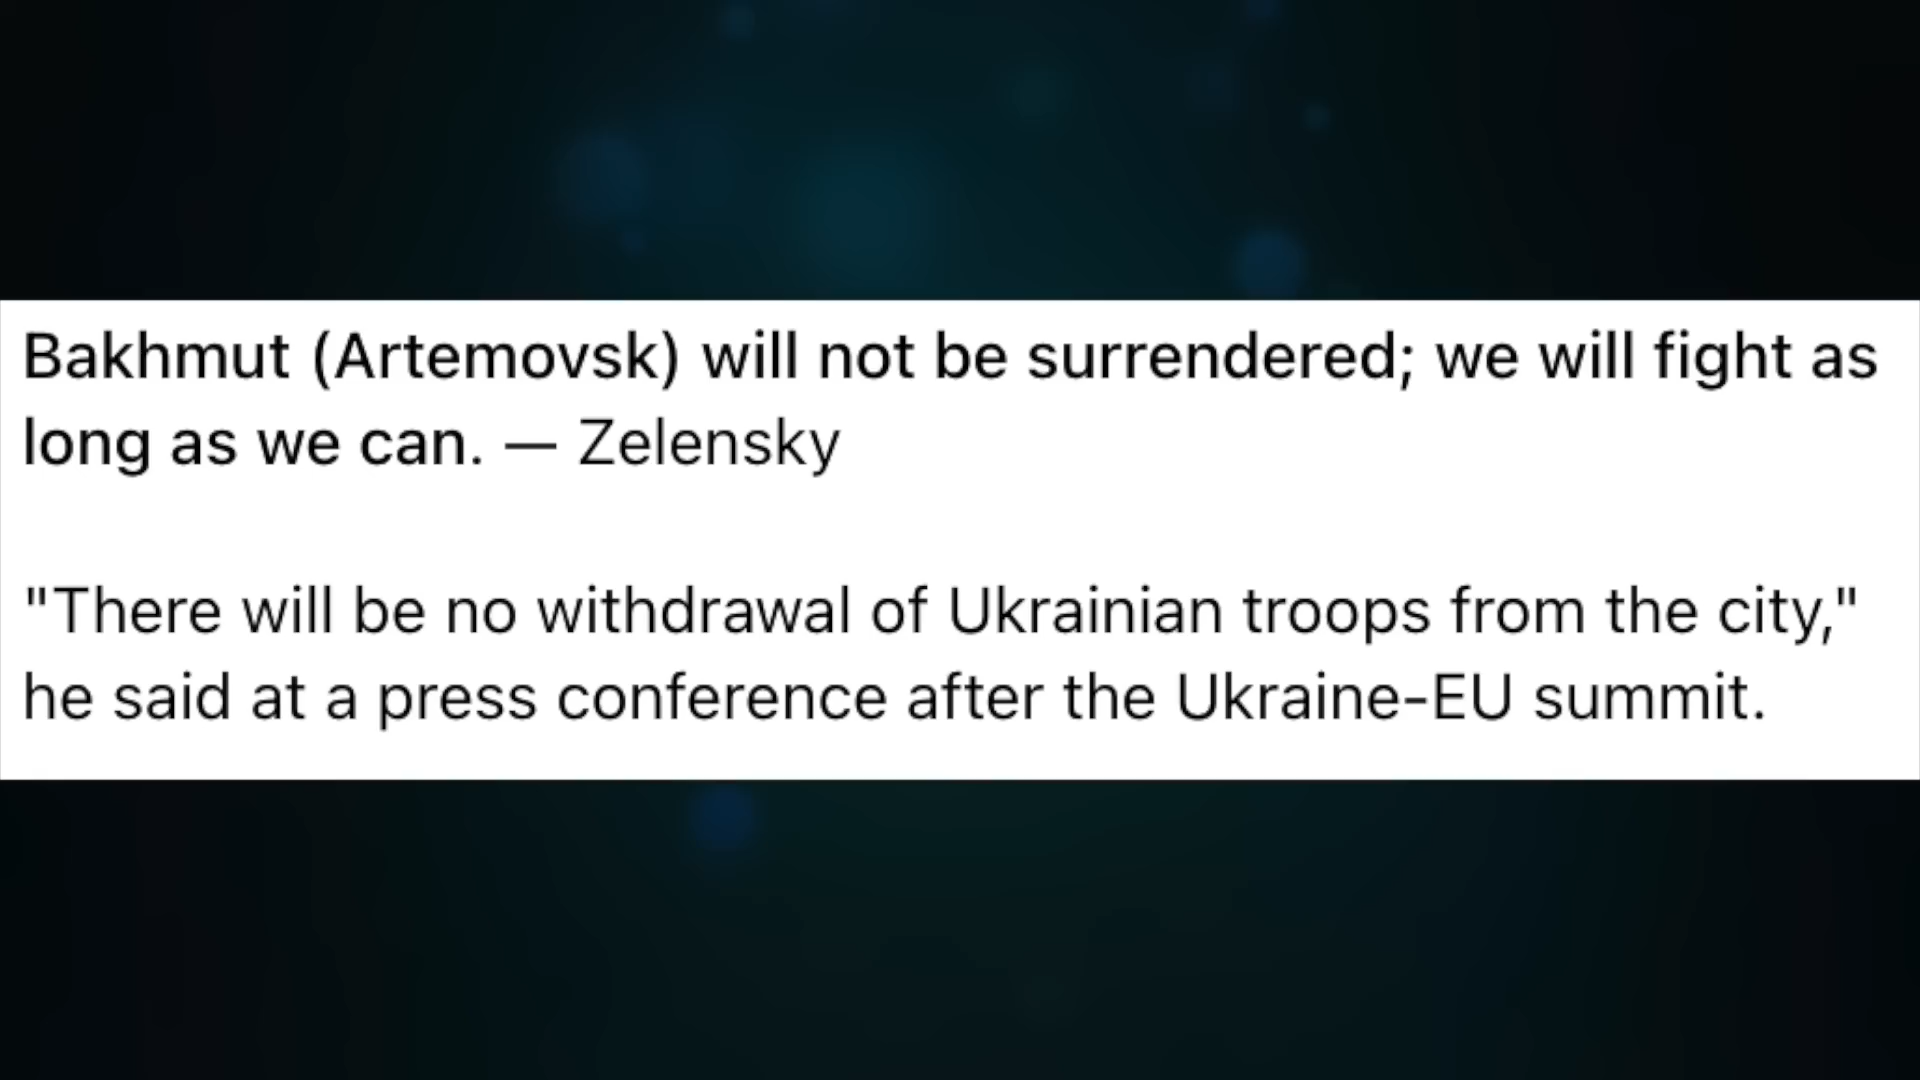 Bakhmut (Artemovsk) will not be surrendered; we will fight as
long as we can. — Zelensky
"There will be no withdrawal of Ukrainian troops from the city,"
he said at a press conference after the Ukraine-EU summit.